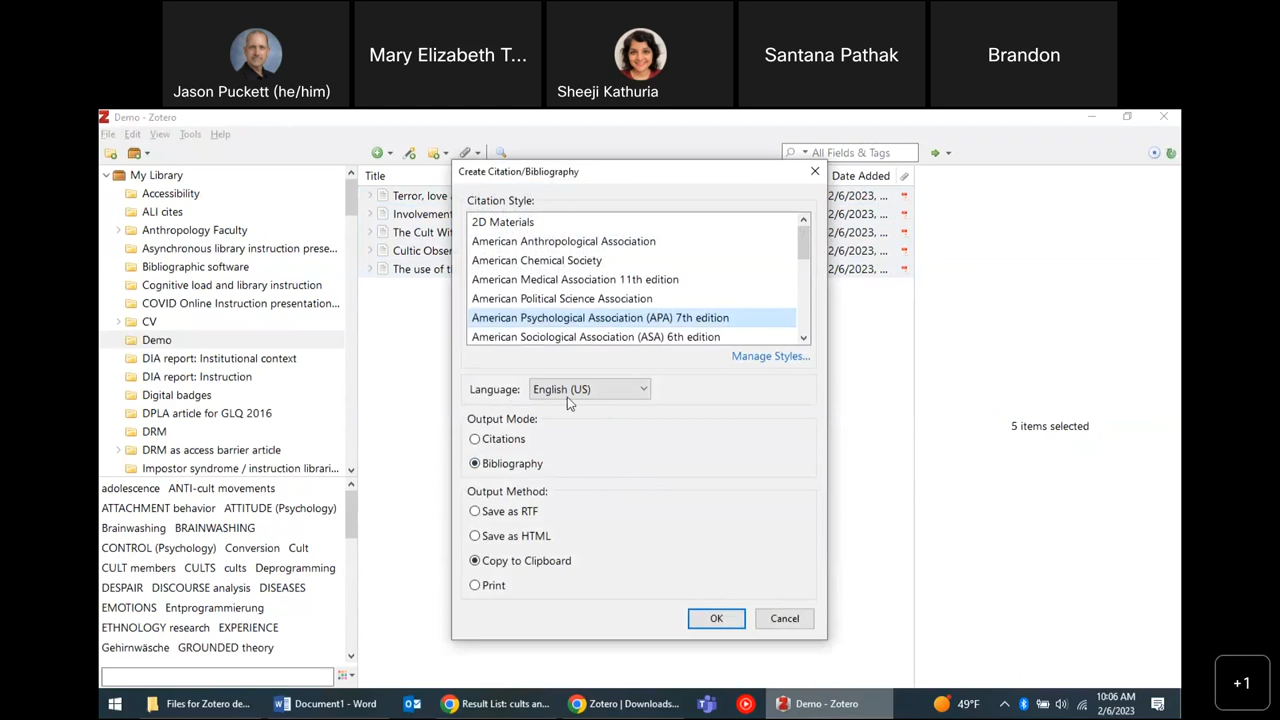 Jason Puckett (he/him)
Mary Elizabeth T...
Sheeji Kathuria
Santana Pathak
Brandon
Demo - Zotero
File Edit View Tools Help
All Fields & Tags
My Library
Accessibility
ALI cites
Anthropology Faculty
Asynchronous library instruction prese...
Bibliographic software
Cognitive load and library instruction
COVID Online Instruction presentation...
CV
Demo
DIA report: Institutional context
DIA report: Instruction
Digital badges
DPLA article for GLQ 2016
DRM
DRM as access barrier article
Impostor syndrome / instruction librari...
adolescence ANTI-cult movements
ATTACHMENT behavior ATTITUDE (Psychology)
Brainwashing BRAINWASHING
CONTROL (Psychology) Conversion Cult
CULT members CULTS cults Deprogramming
DESPAIR DISCOURSE analysis DISEASES
EMOTIONS Entprogrammierung
ETHNOLOGY research EXPERIENCE
Gehirnwäsche GROUNDED theory
Title
Date Added
Terror, love
2/6/2023, ...
Involvement
2/6/2023, ...
The Cult Wit
2/6/2023, ...
Cultic Obser
2/6/2023, ...
The use of t
2/6/2023, ...
Create Citation/Bibliography
Citation Style:
2D Materials
American Anthropological Association
American Chemical Society
American Medical Association 11th edition
American Political Science Association
American Psychological Association (APA) 7th edition
American Sociological Association (ASA) 6th edition
Manage Styles...
Language: English (US)
Output Mode:
Citations
Bibliography
Output Method:
Save as RTF
Save as HTML
Copy to Clipboard
Print
OK Cancel
5 items selected
+1
Files for Zotero de...
Document1 - Word
Result List: cults an...
Zotero | Downloads...
Demo - Zotero
49°F
10:06 AM
2/6/2023